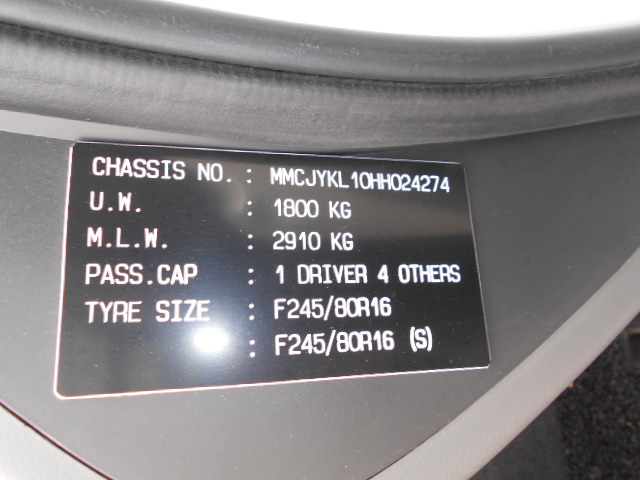 CHASSIS NO. : MMCJYKL10HH024274
U.W. : 1800 KG
M.L.W. : 2910 KG
PASS.CAP : 1 DRIVER 4 OTHERS
TYRE SIZE : F245/80R16
: F245/80R16 (S)